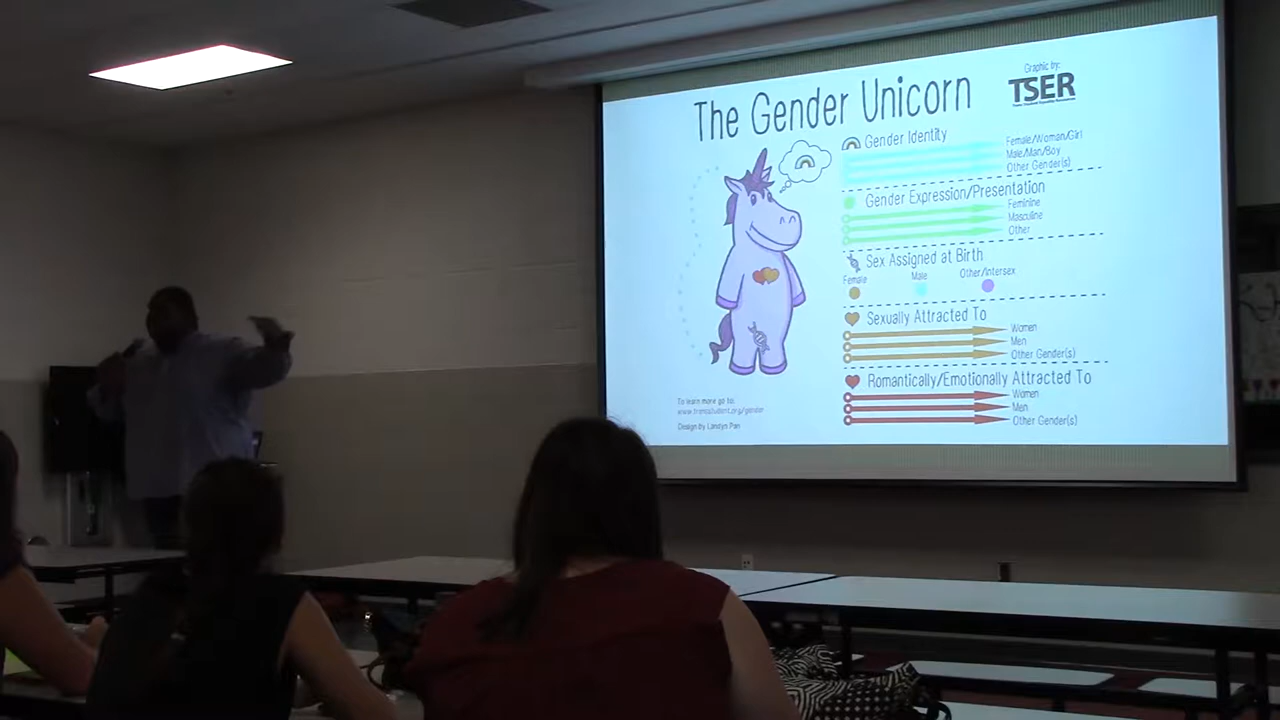 The Gender Unicorn
Graphic by:
TSER
Gender Identity
Female/Woman/Girl
Male/Man/Boy
Other Gender(s)
Gender Expression/Presentation
Feminine
Masculine
Other
Sex Assigned at Birth
Female
Male
Other/Intersex
Sexually Attracted To
Women
Men
Other Gender(s)
Romantically/Emotionally Attracted To
Women
Men
Other Gender(s)
To learn more go to:
www.transstudent.org/gender
Design by Landyn Pan